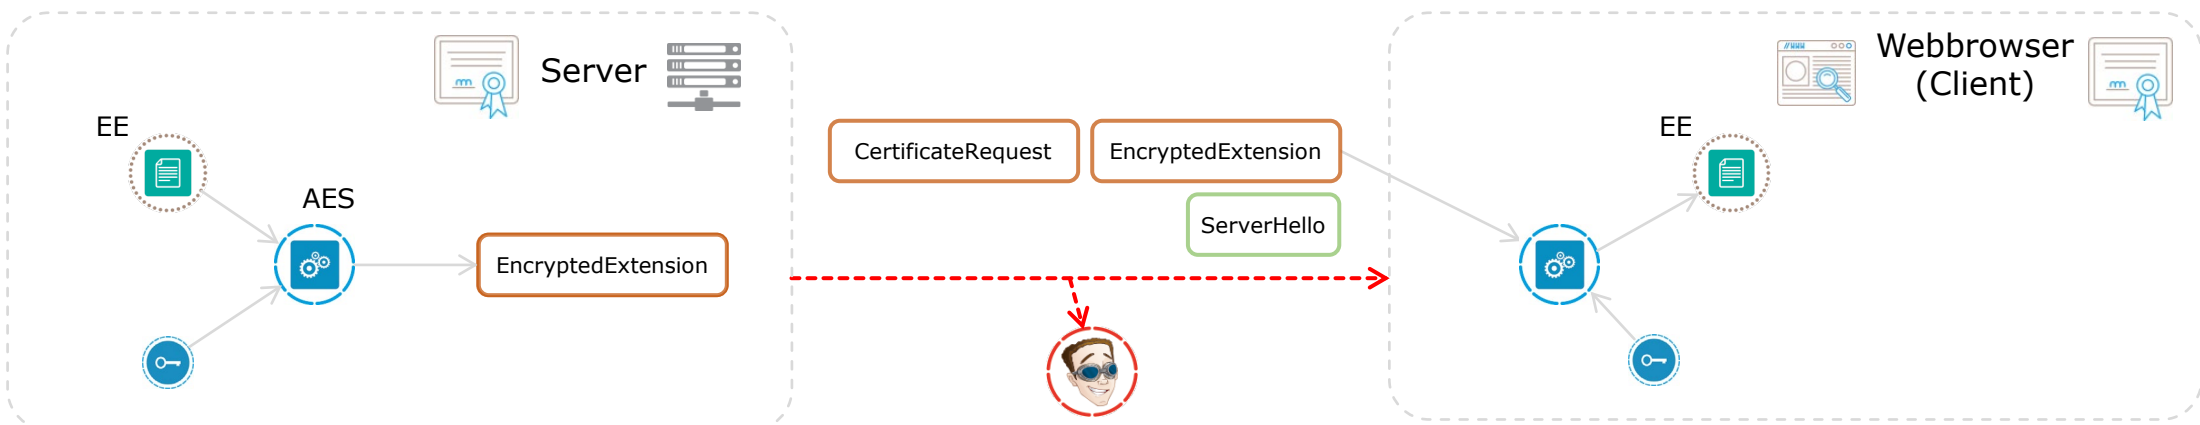 Server
Webbrowser
(Client)
EE
AES
EncryptedExtension
CertificateRequest
EncryptedExtension
ServerHello
EE